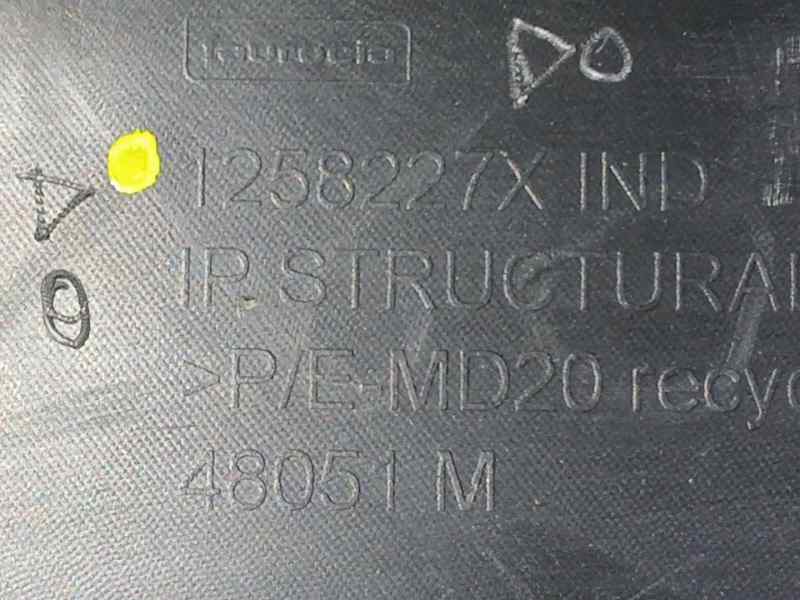 faurecia
1258227X IND
IP STRUCTURAL
>P/E-MD20 recyc
48051 M